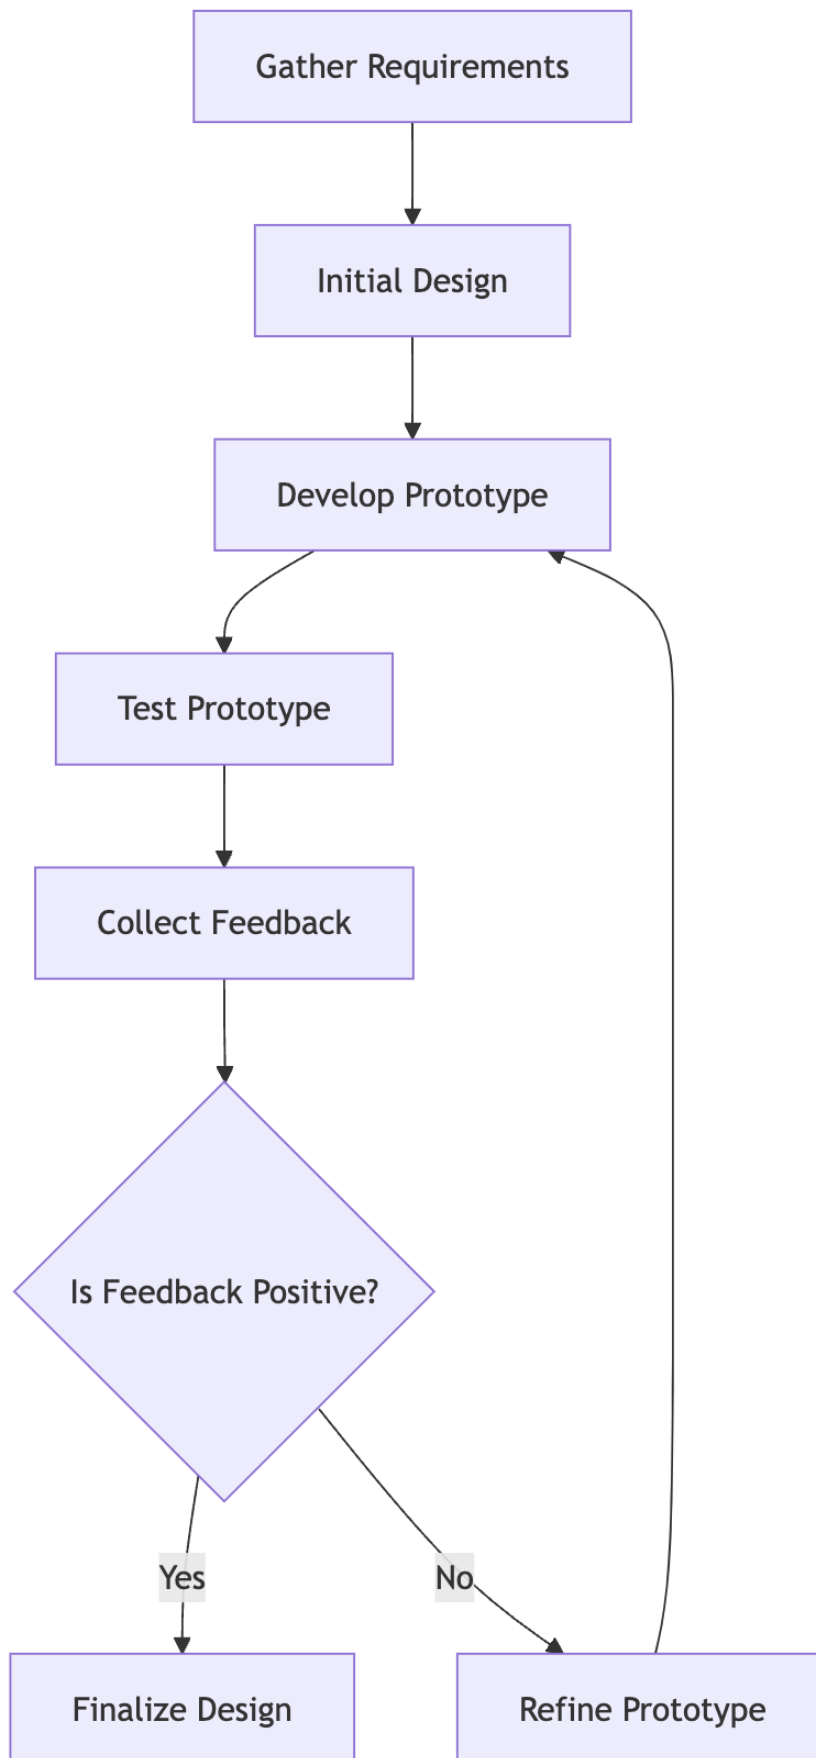 Gather Requirements
Initial Design
Develop Prototype
Test Prototype
Collect Feedback
Is Feedback Positive?
Yes
No
Finalize Design
Refine Prototype